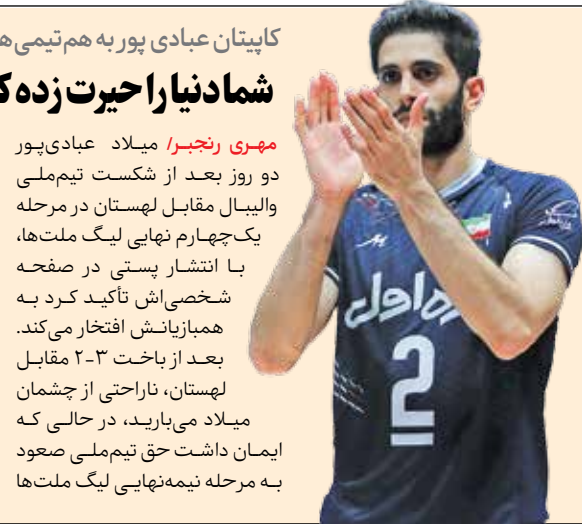 کاپیتان عبادی پور به هم‌تیمی‌ه
شما دنیا را حیرت زده ک
مهری رنجبر/ میلاد عبادی‌پور
دو روز بعد از شکست تیم‌ملی
والیبال مقابل لهستان در مرحله
یک‌چهارم نهایی لیگ ملت‌ها،
با انتشار پستی در صفحه
شخصی‌اش تأکید کرد به
همبازیانش افتخار می‌کند.
بعد از باخت ۳-۲ مقابل
لهستان، ناراحتی از چشمان
میلاد می‌بارید، در حالی که
ایمان داشت حق تیم‌ملی صعود
به مرحله نیمه‌نهایی لیگ ملت‌ها
اول
2